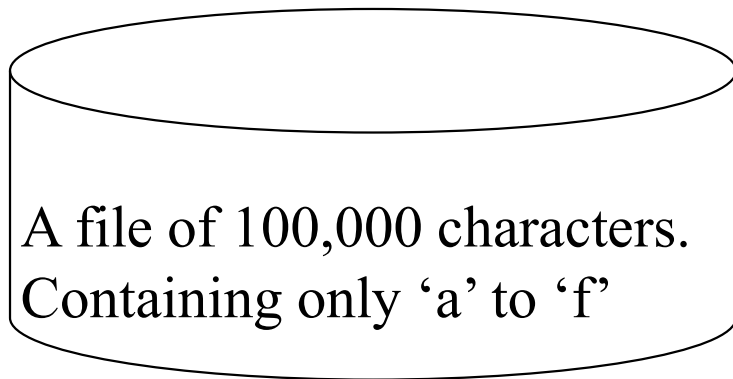 A file of 100,000 characters.
Containing only ‘a’ to ‘f’